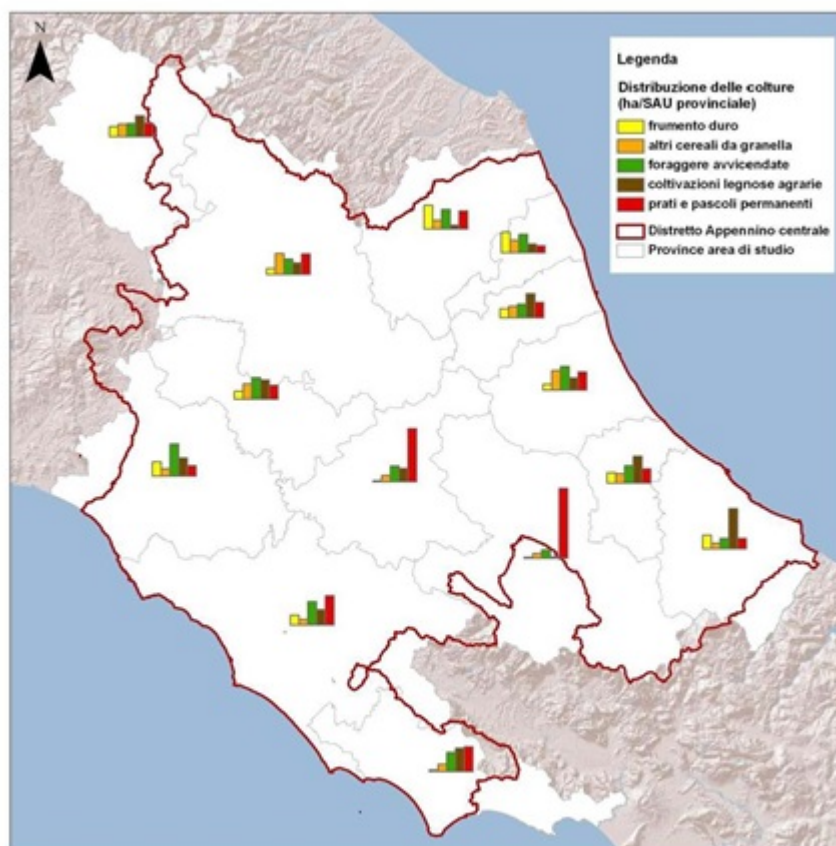 N
Legenda
Distribuzione delle colture
(ha/SAU provinciale)
frumento duro
altri cereali da granella
foraggere avvicendate
coltivazioni legnose agrarie
prati e pascoli permanenti
Distretto Appennino centrale
Province area di studio